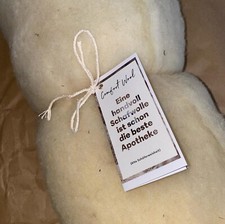 Comfort Wool
Eine
handvoll
Schafwolle
ist schon
die beste
Apotheke